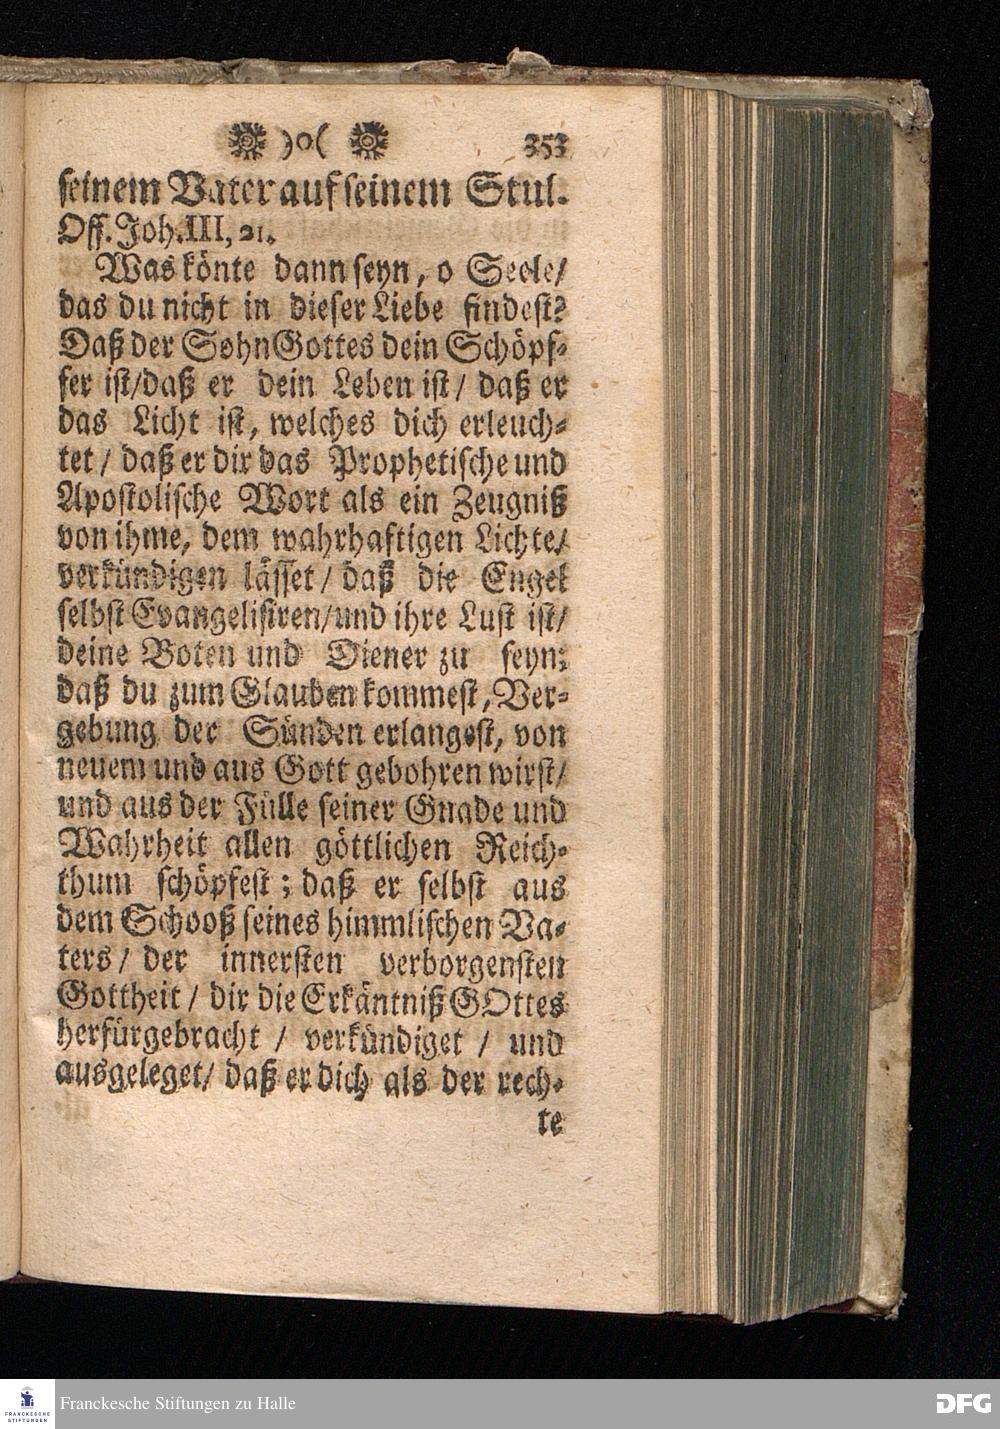 )o( 353
seinem Vater auf seinem Stul.
Off. Joh. III, 21.
Was könte dann seyn, o Seele/
das du nicht in dieser Liebe findest?
Daß der Sohn Gottes dein Schöpf-
fer ist/daß er dein Leben ist/ daß er
das Licht ist, welches dich erleuch-
tet/ daß er dir das Prophetische und
Apostolische Wort als ein Zeugniß
von ihme, dem wahrhaftigen Lichte/
verkündigen lässet/ daß die Engel
selbst Evangelisiren/und ihre Lust ist/
deine Boten und Diener zu seyn;
daß du zum Glauben kommest, Ver-
gebung der Sünden erlangest, von
neuem und aus Gott gebohren wirst/
und aus der Fülle seiner Gnade und
Wahrheit allen göttlichen Reich-
thum schöpfest; daß er selbst aus
dem Schooß seines himmlischen Va-
ters/ der innersten verborgensten
Gottheit/ dir die Erkäntniß GOttes
herfürgebracht / verkündiget / und
ausgeleget/ daß er dich als der rech-
te
FRANCKESCHE
STIFTUNGEN
Franckesche Stiftungen zu Halle
DFG